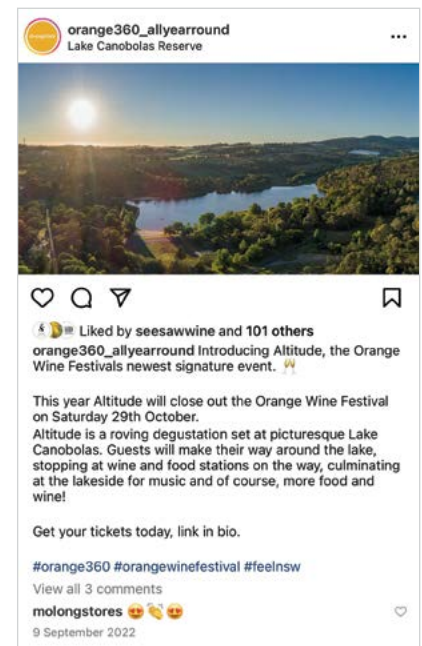 orange360_allyearround
Lake Canobolas Reserve
Liked by seesawwine and 101 others
orange360_allyearround Introducing Altitude, the Orange
Wine Festivals newest signature event. 🥂
This year Altitude will close out the Orange Wine Festival
on Saturday 29th October.
Altitude is a roving degustation set at picturesque Lake
Canobolas. Guests will make their way around the lake,
stopping at wine and food stations on the way, culminating
at the lakeside for music and of course, more food and
wine!
Get your tickets today, link in bio.
#orange360 #orangewinefestival #feelnsw
View all 3 comments
molongstores 😍👏😍
9 September 2022